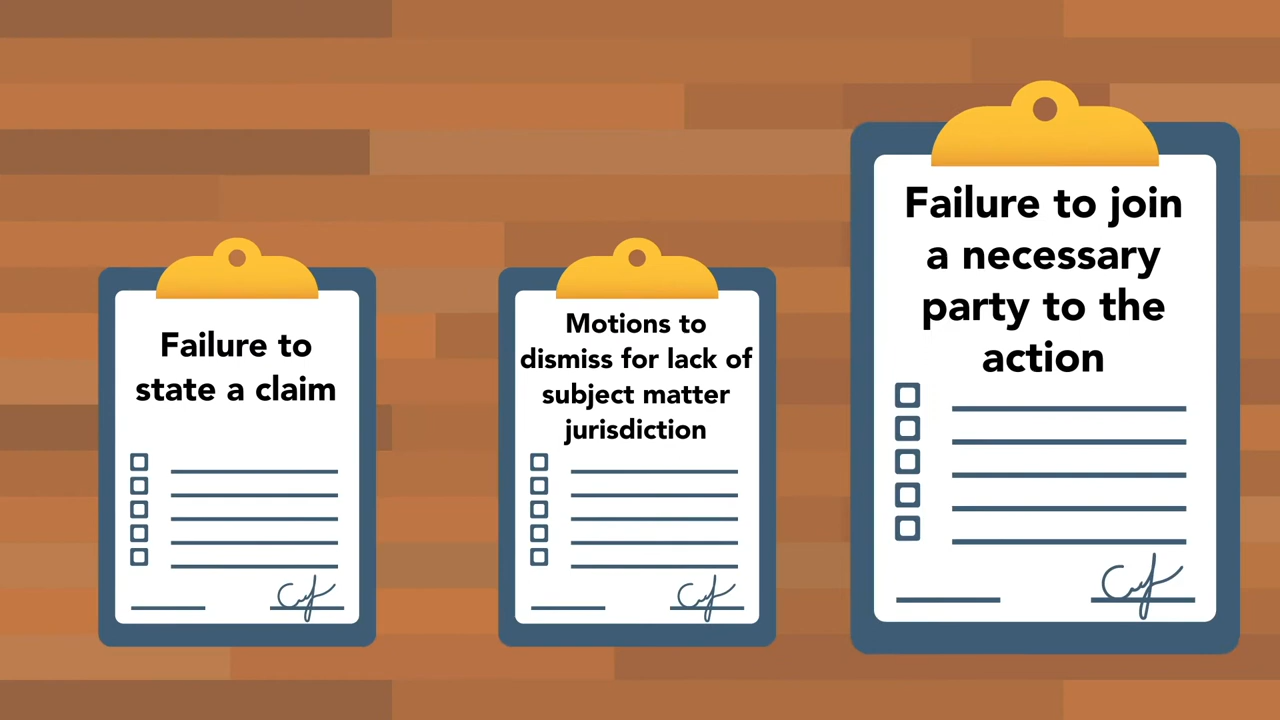 Failure to
state a claim
Motions to
dismiss for lack of
subject matter
jurisdiction
Failure to join
a necessary
party to the
action